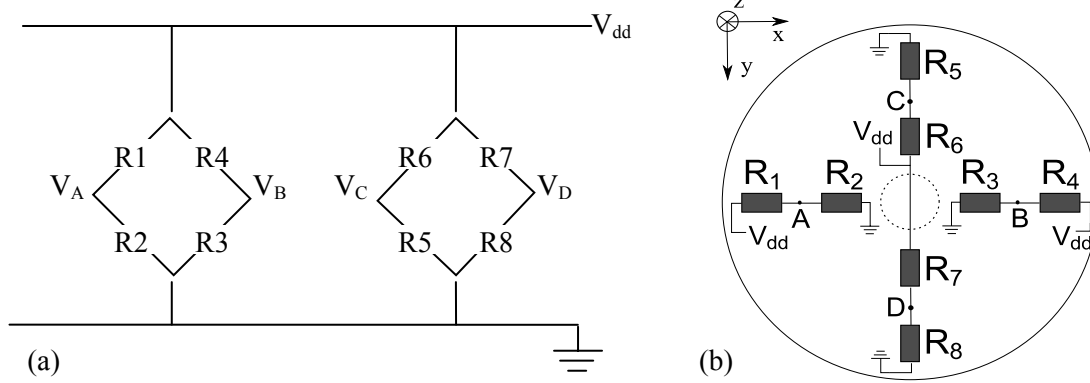 V_dd
R1 R4
V_A V_B
R2 R3
R6 R7
V_C V_D
R5 R8
(a)
z
x
y
R_5
C
V_dd
R_6
R_1 R_2 R_3 R_4
A B
V_dd V_dd
R_7
D
R_8
(b)